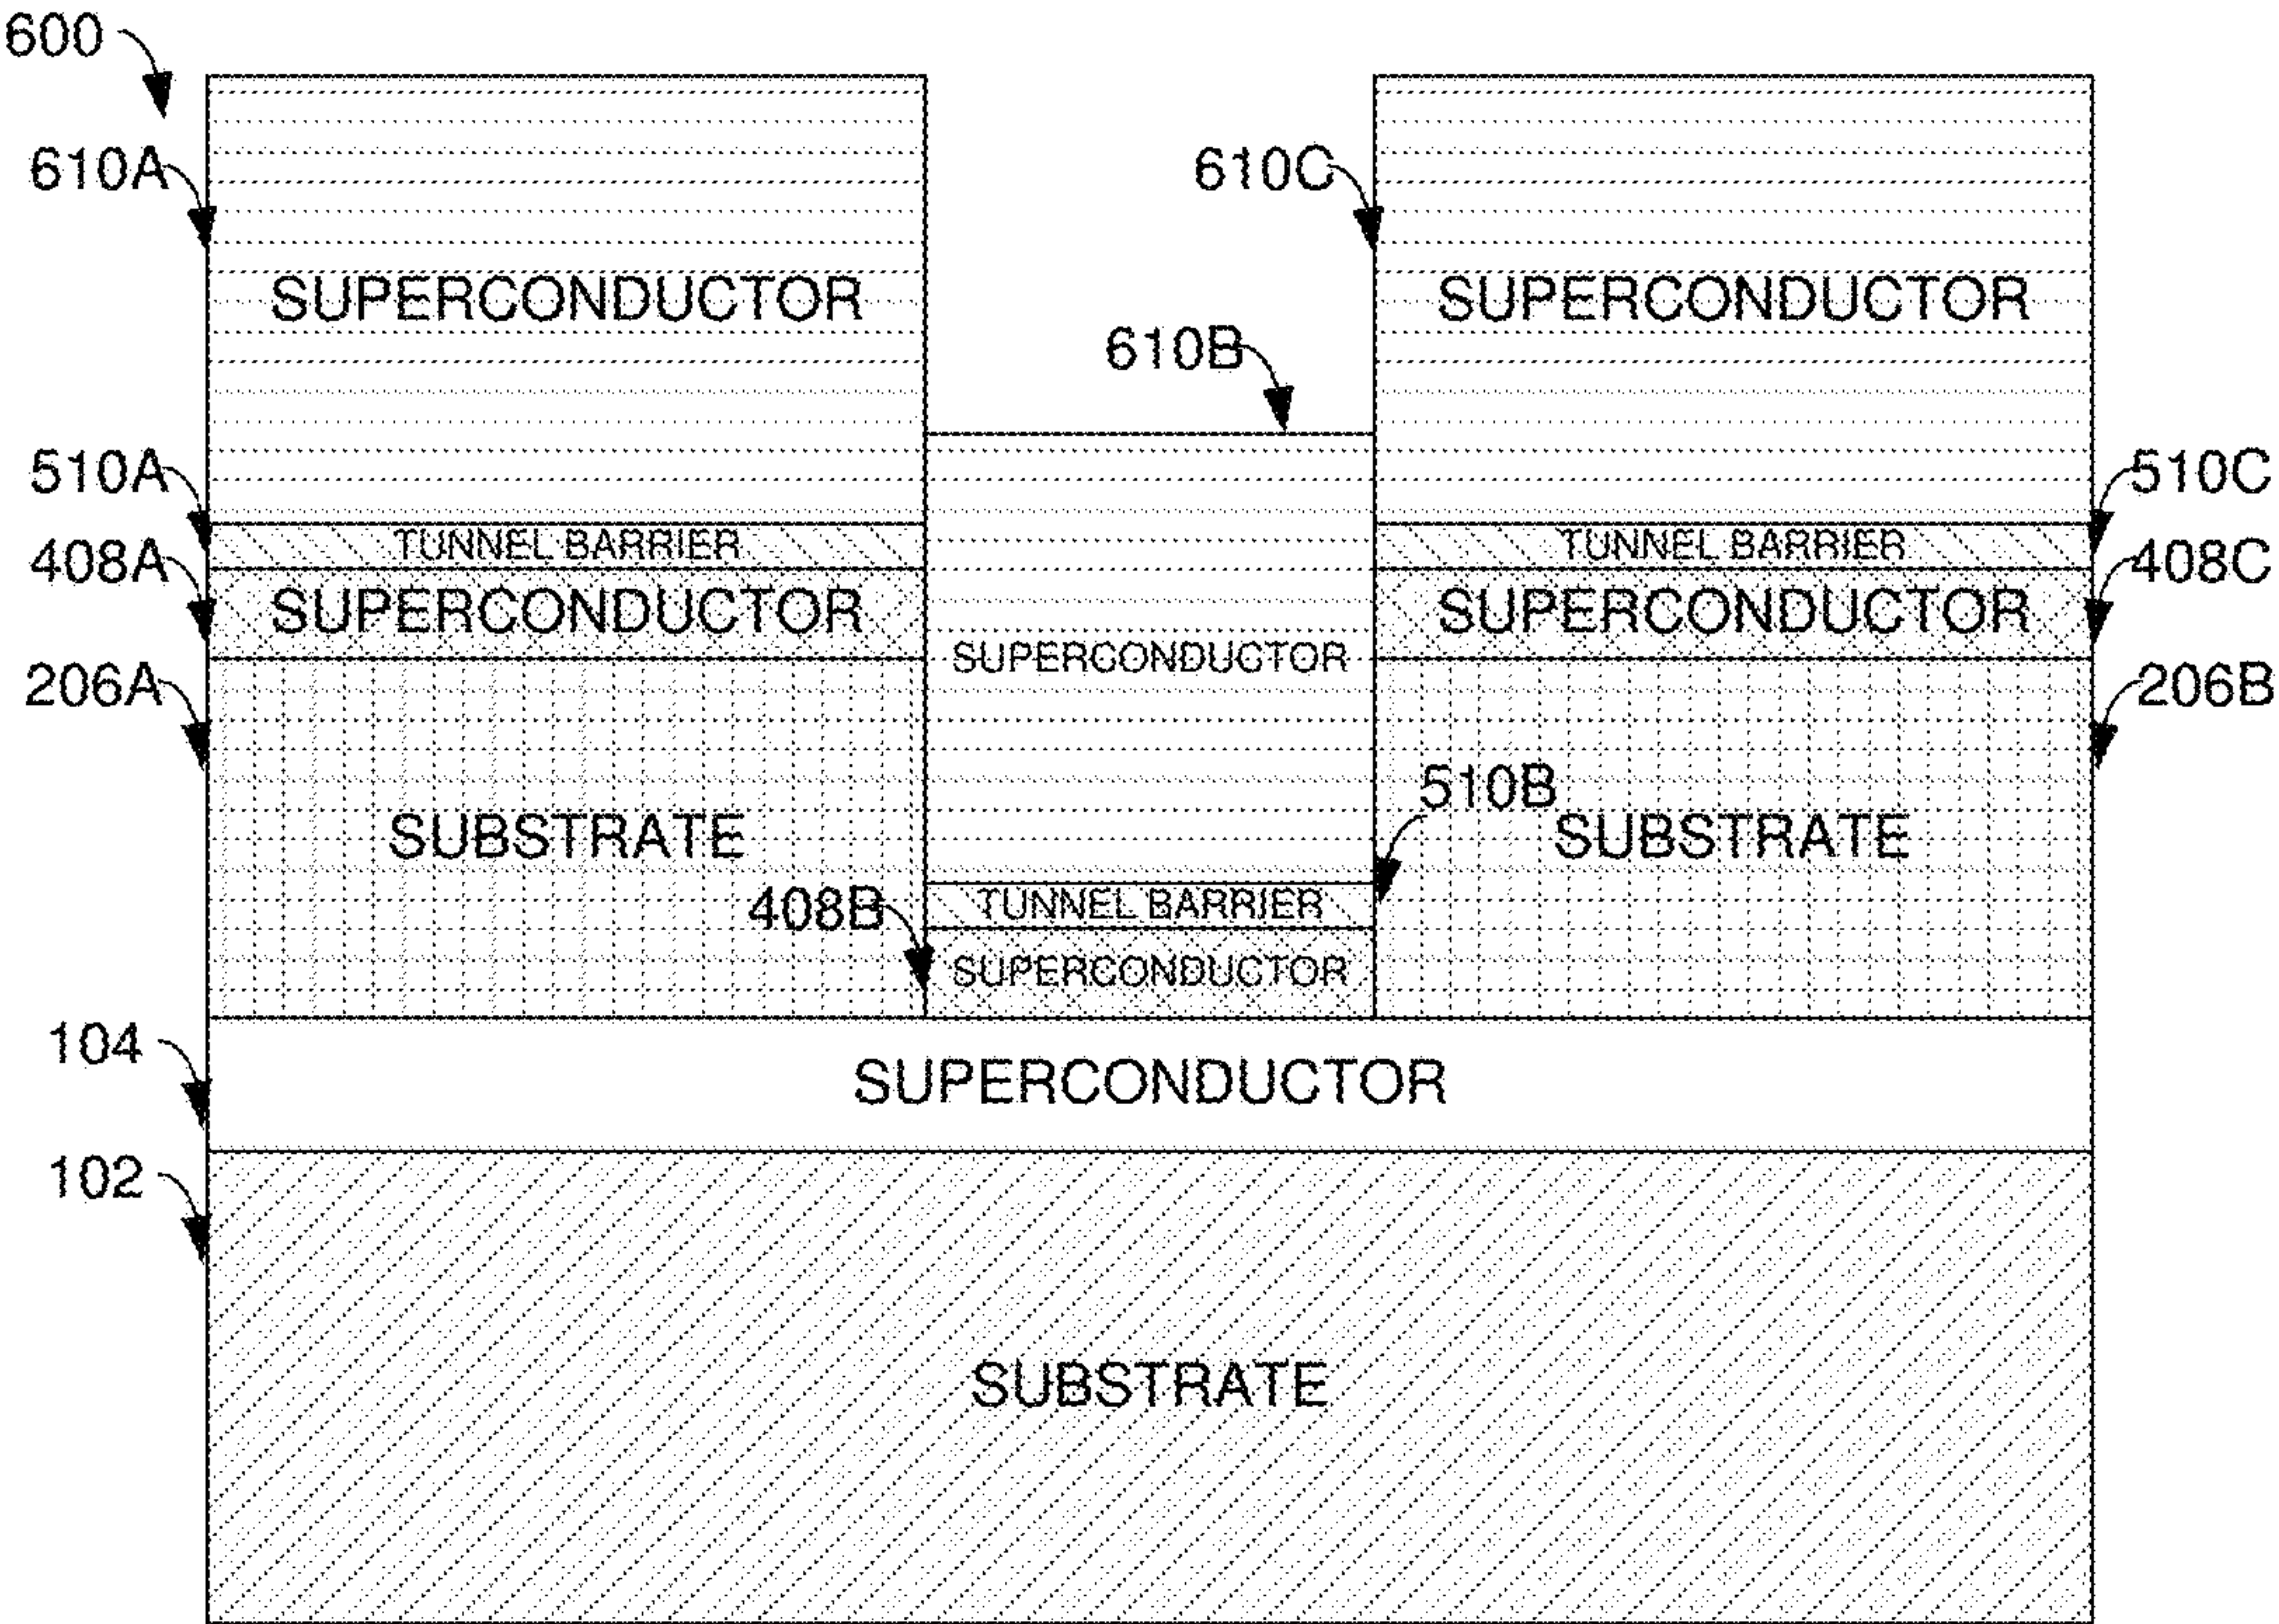 600
610A
610C
SUPERCONDUCTOR
SUPERCONDUCTOR
610B
510A
510C
TUNNEL BARRIER
TUNNEL BARRIER
408A
408C
SUPERCONDUCTOR
SUPERCONDUCTOR
SUPERCONDUCTOR
206A
206B
510B
SUBSTRATE
SUBSTRATE
408B
TUNNEL BARRIER
SUPERCONDUCTOR
104
SUPERCONDUCTOR
102
SUBSTRATE